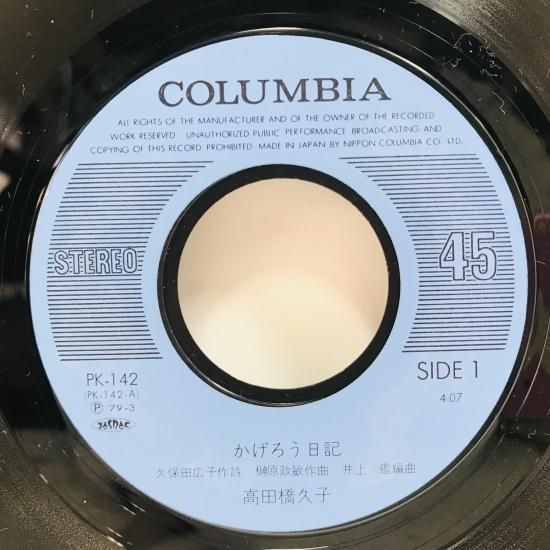 COLUMBIA
ALL RIGHTS OF THE MANUFACTURER AND OF THE OWNER OF THE RECORDED
WORK RESERVED UNAUTHORIZED PUBLIC PERFORMANCE BROADCASTING AND
COPYING OF THIS RECORD PROHIBITED MADE IN JAPAN BY NIPPON COLUMBIA CO. LTD.
STEREO
45
PK-142
(PK-142-A)
Ⓟ 79・3
JASRAC
SIDE 1
4:07
かげろう日記
久保田広子作詩 榊原政敏作曲 井上 鑑編曲
高田橋久子